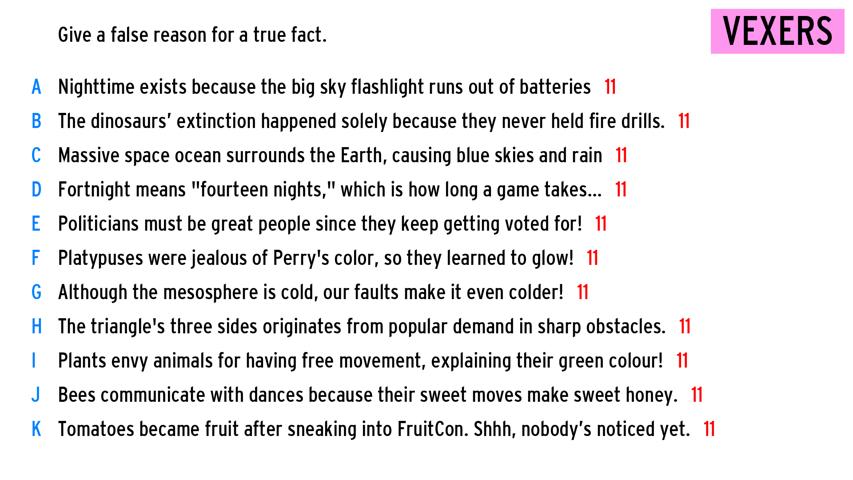 VEXERS
Give a false reason for a true fact.
A Nighttime exists because the big sky flashlight runs out of batteries 11
B The dinosaurs’ extinction happened solely because they never held fire drills. 11
C Massive space ocean surrounds the Earth, causing blue skies and rain 11
D Fortnight means "fourteen nights," which is how long a game takes... 11
E Politicians must be great people since they keep getting voted for! 11
F Platypuses were jealous of Perry's color, so they learned to glow! 11
G Although the mesosphere is cold, our faults make it even colder! 11
H The triangle's three sides originates from popular demand in sharp obstacles. 11
I Plants envy animals for having free movement, explaining their green colour! 11
J Bees communicate with dances because their sweet moves make sweet honey. 11
K Tomatoes became fruit after sneaking into FruitCon. Shhh, nobody’s noticed yet. 11